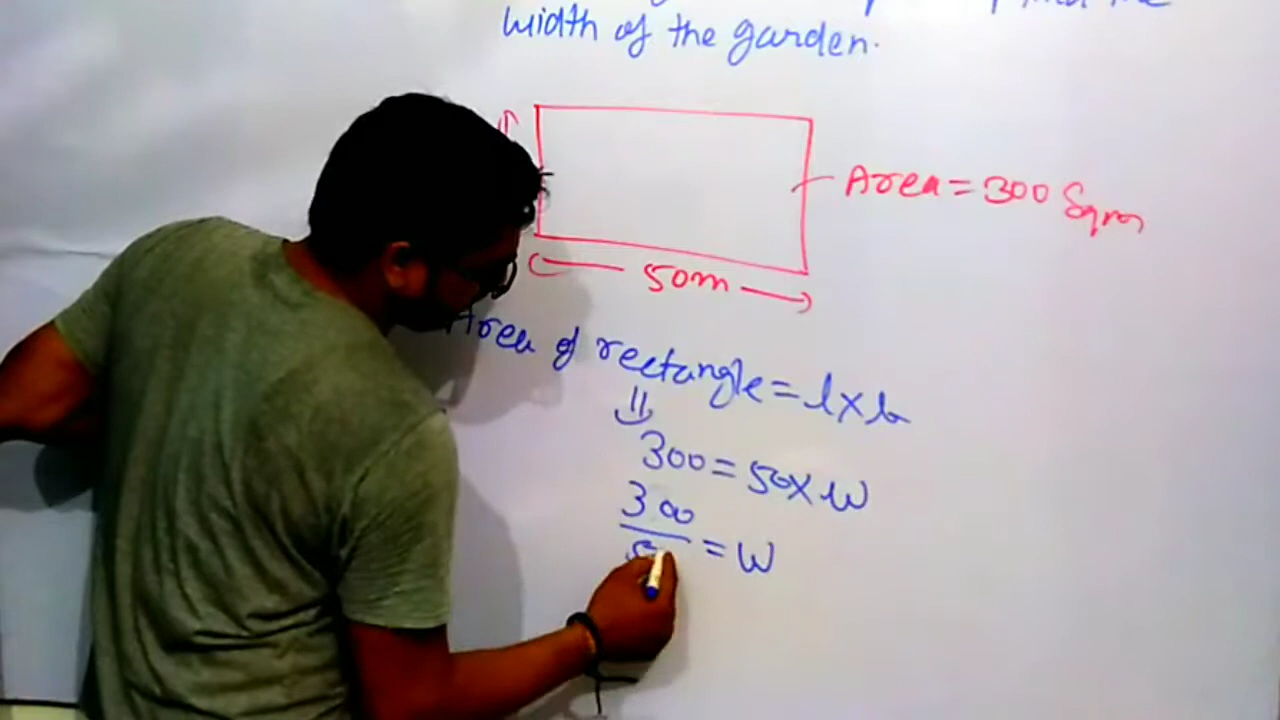 width of the garden.
Area = 300 Sqm
50m
Area of rectangle = l x b
300 = 50 x W
300 = W